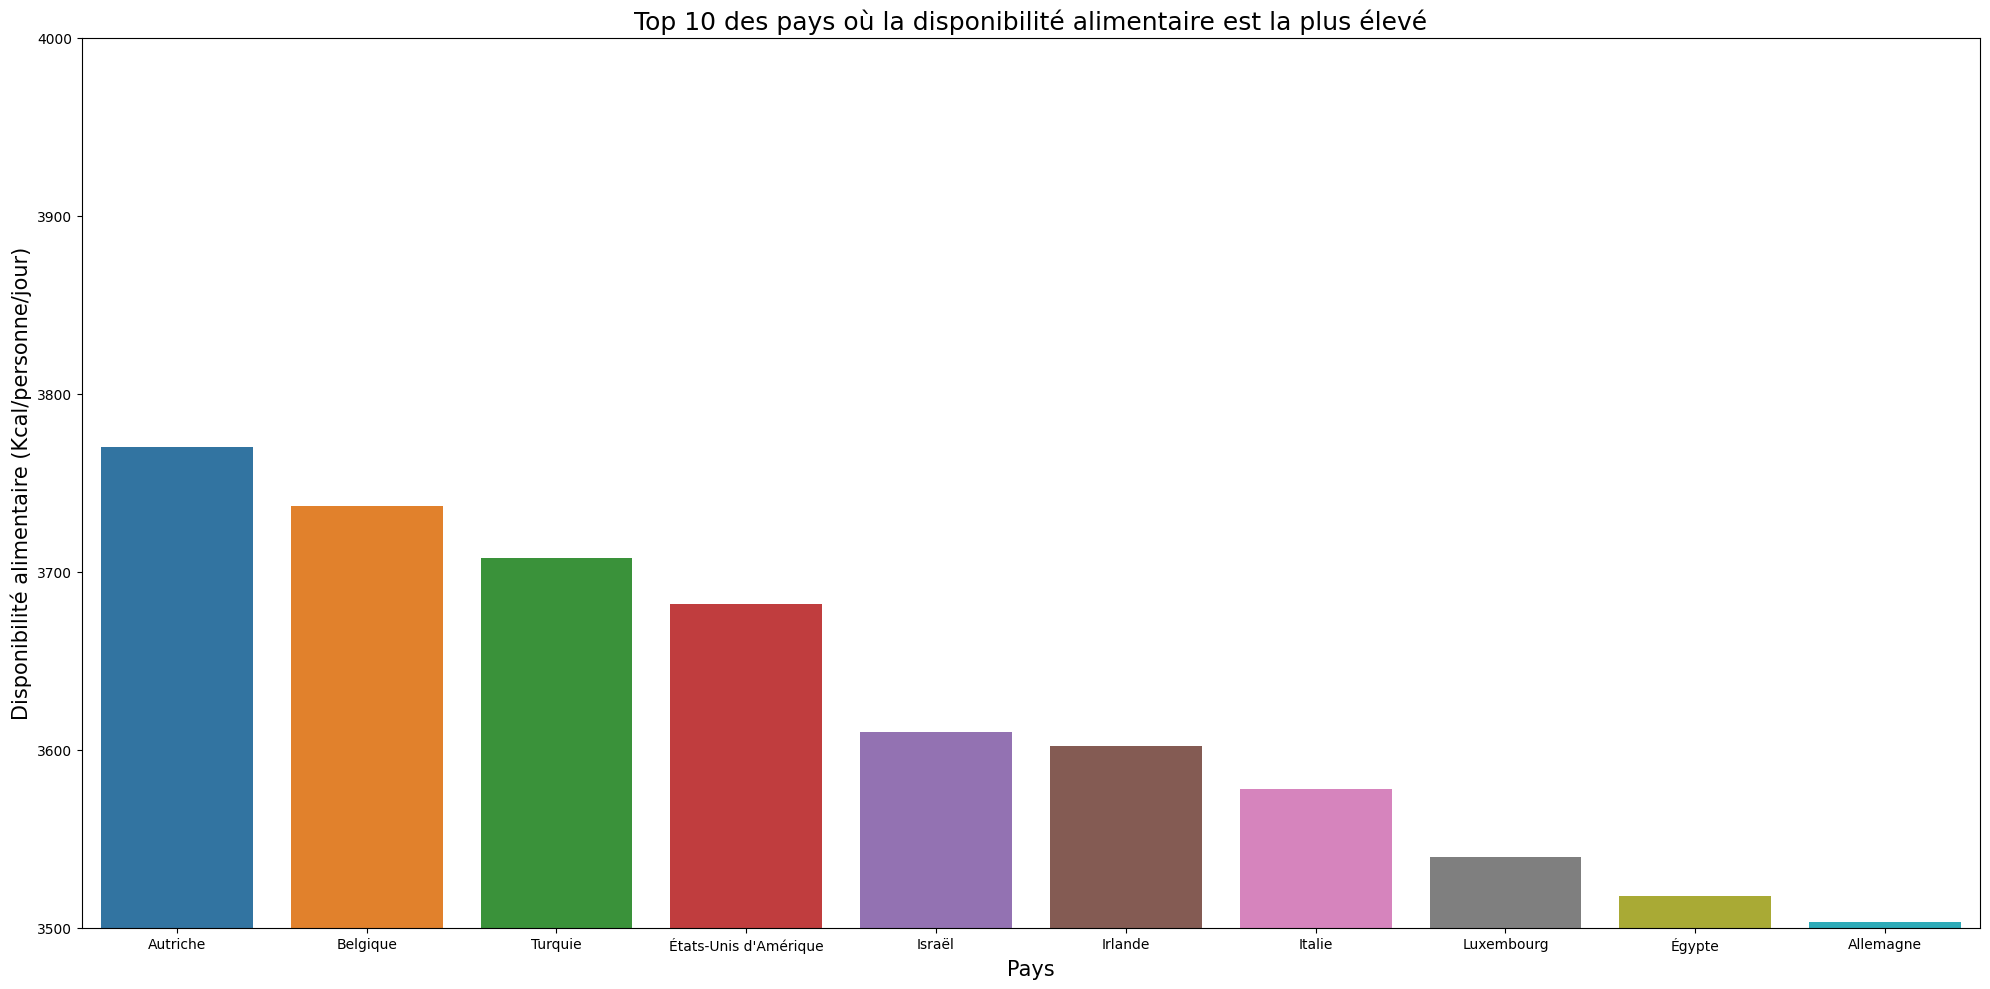 Top 10 des pays où la disponibilité alimentaire est la plus élevé
Disponibilité alimentaire (Kcal/personne/jour)
4000
3900
3800
3700
3600
3500
Autriche
Belgique
Turquie
États-Unis d'Amérique
Israël
Irlande
Italie
Luxembourg
Égypte
Allemagne
Pays